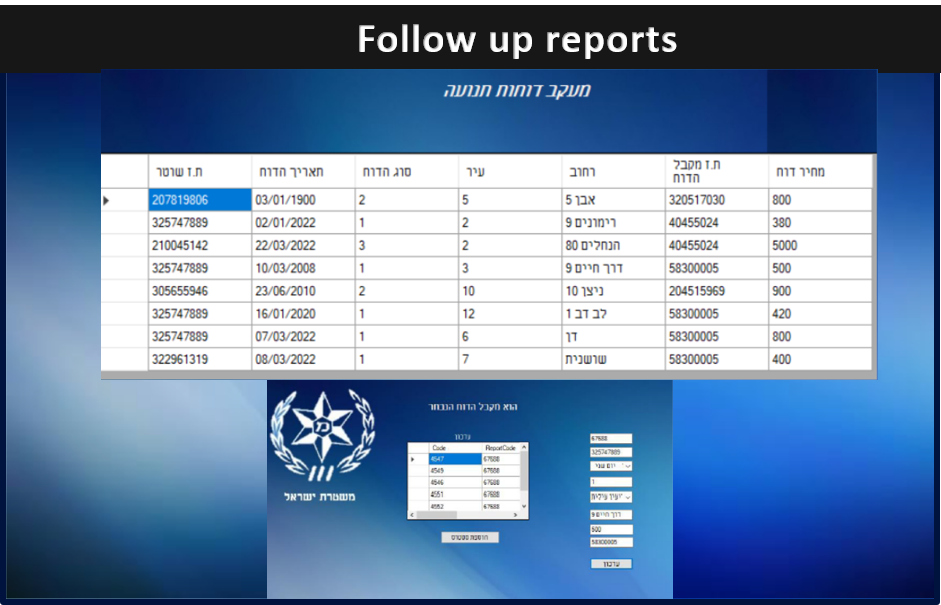 Follow up reports
מעקב דוחות תנועה
ת.ז שוטר תאריך הדוח סוג הדוח עיר רחוב ת.ז מקבל הדוח מחיר דוח
207819806 03/01/1900 2 5 אבן 5 320517030 800
325747889 02/01/2022 1 2 רימונים 9 40455024 380
210045142 22/03/2022 3 2 הנחלים 80 40455024 5000
325747889 10/03/2008 1 3 דרך חיים 9 58300005 500
305655946 23/06/2010 2 10 ניצן 10 204515969 900
325747889 16/01/2020 1 12 לב דב 1 58300005 420
325747889 07/03/2022 1 6 דן 58300005 800
322961319 08/03/2022 1 7 שושנית 58300005 400
הוא מקבל הדוח הנבחר
עדכון
Code ReportCode
4547 67688
4549 67688
4546 67688
4551 67688
4552 67688
הוספת סטטוס
67688
325747889
יום שני
1
דרך חיים 9
500
58300005
עדכון
משטרת ישראל